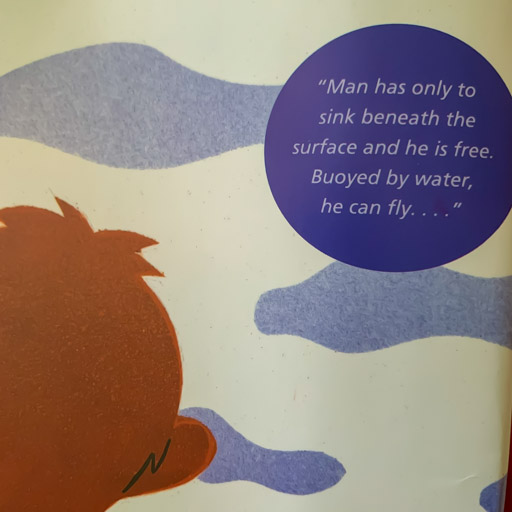 “Man has only to
sink beneath the
surface and he is free.
Buoyed by water,
he can fly. . . .”